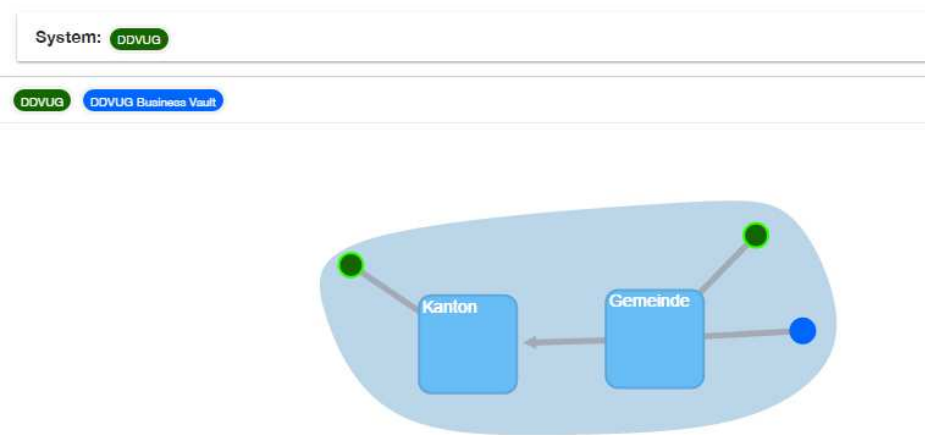 System: DDVUG
DDVUG DDVUG Business Vault
Kanton
Gemeinde